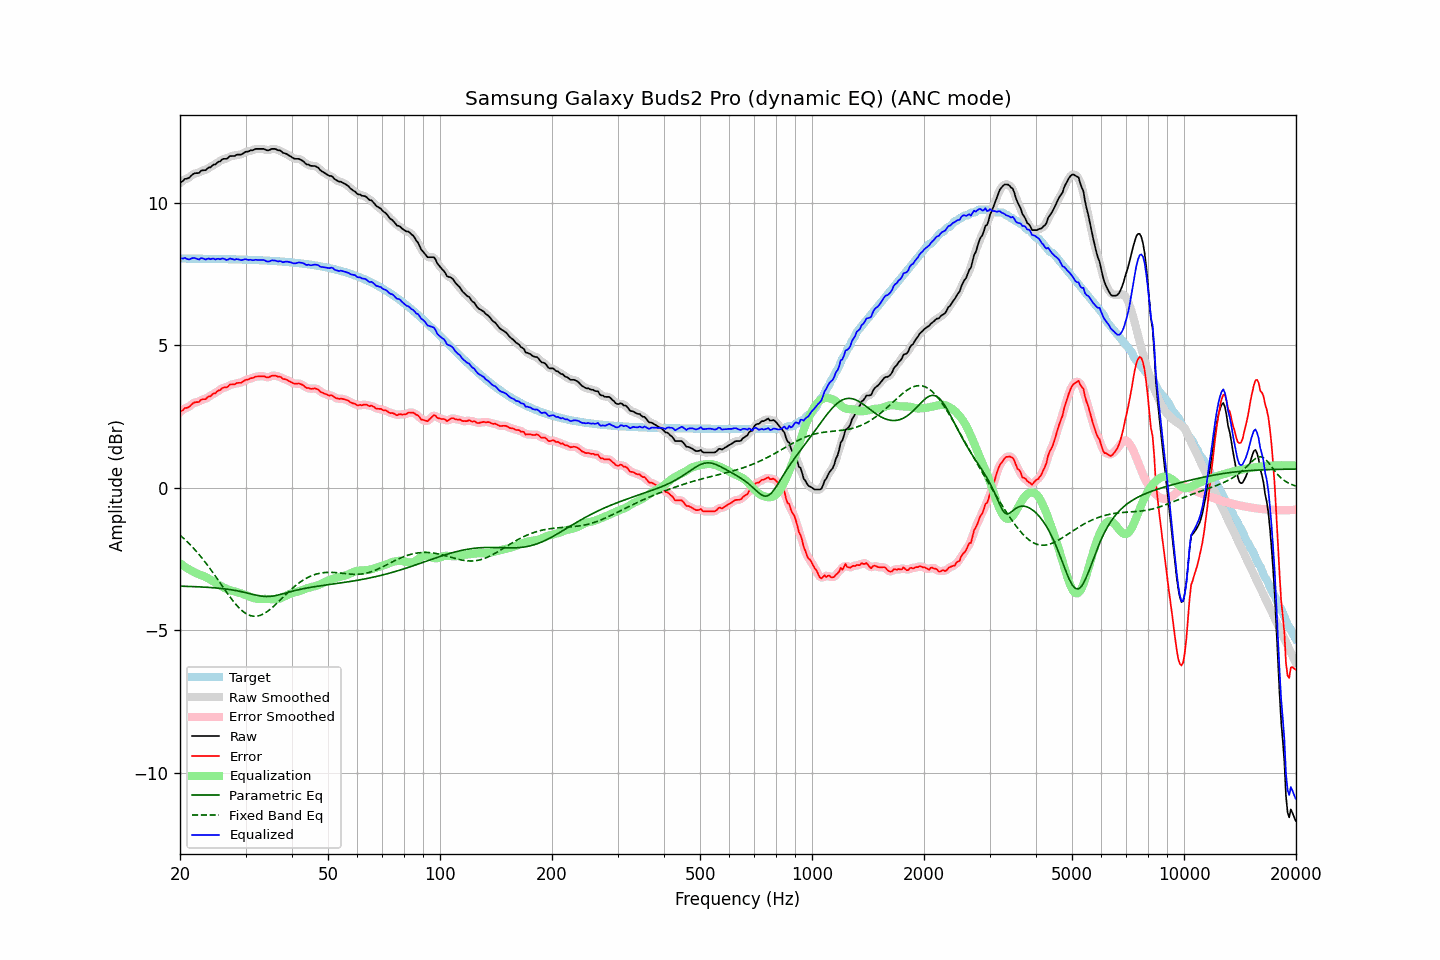 Samsung Galaxy Buds2 Pro (dynamic EQ) (ANC mode)
Amplitude (dBr)
10
5
0
−5
−10
Target
Raw Smoothed
Error Smoothed
Raw
Error
Equalization
Parametric Eq
Fixed Band Eq
Equalized
20 50 100 200 500 1000 2000 5000 10000 20000
Frequency (Hz)